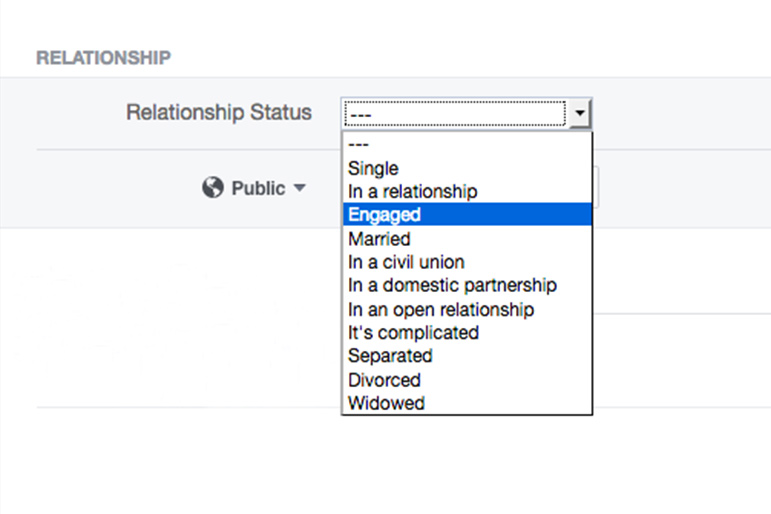 RELATIONSHIP
Relationship Status ---
---
Single
Public In a relationship
Engaged
Married
In a civil union
In a domestic partnership
In an open relationship
It's complicated
Separated
Divorced
Widowed